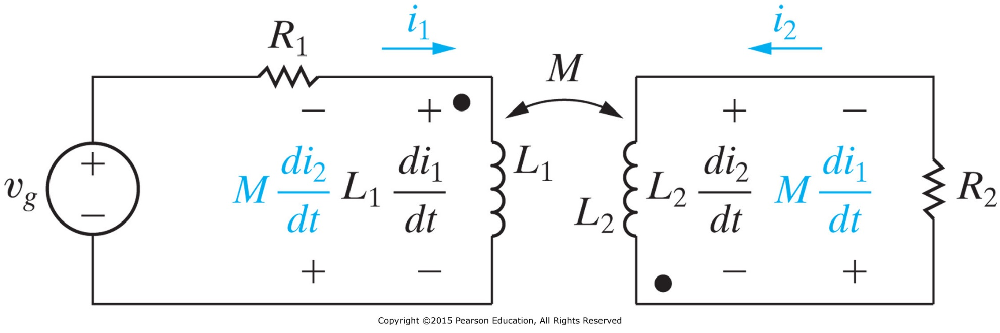 i₁
i₂
R₁
M
− + + −
+
v_g
−
M di₂/dt L₁ di₁/dt L₁
L₂ L₂ di₂/dt M di₁/dt R₂
+ − − +
Copyright ©2015 Pearson Education, All Rights Reserved